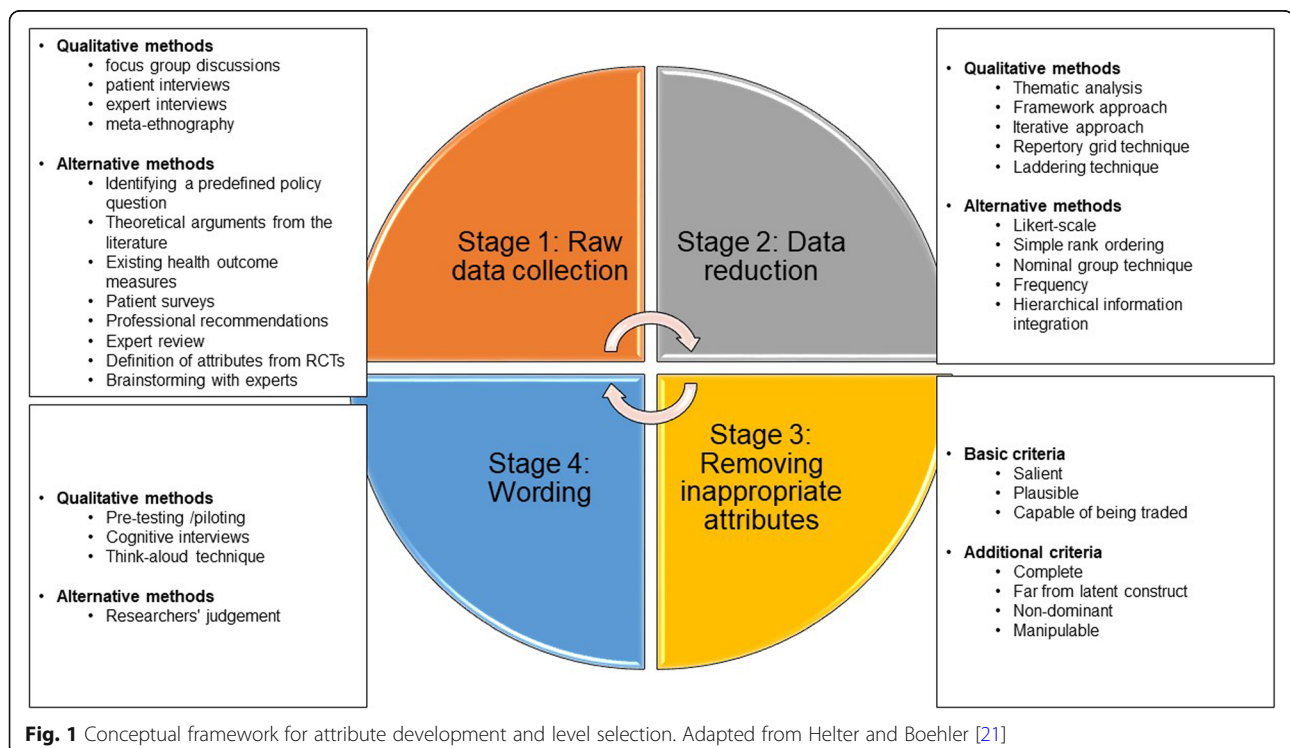 • Qualitative methods
• focus group discussions
• patient interviews
• expert interviews
• meta-ethnography
• Alternative methods
• Identifying a predefined policy
question
• Theoretical arguments from the
literature
• Existing health outcome
measures
• Patient surveys
• Professional recommendations
• Expert review
• Definition of attributes from RCTs
• Brainstorming with experts
Stage 1: Raw
data collection
Stage 2: Data
reduction
• Qualitative methods
• Thematic analysis
• Framework approach
• Iterative approach
• Repertory grid technique
• Laddering technique
• Alternative methods
• Likert-scale
• Simple rank ordering
• Nominal group technique
• Frequency
• Hierarchical information
integration
• Qualitative methods
• Pre-testing /piloting
• Cognitive interviews
• Think-aloud technique
• Alternative methods
• Researchers' judgement
Stage 4:
Wording
Stage 3:
Removing
inappropriate
attributes
• Basic criteria
• Salient
• Plausible
• Capable of being traded
• Additional criteria
• Complete
• Far from latent construct
• Non-dominant
• Manipulable
Fig. 1 Conceptual framework for attribute development and level selection. Adapted from Helter and Boehler [21]